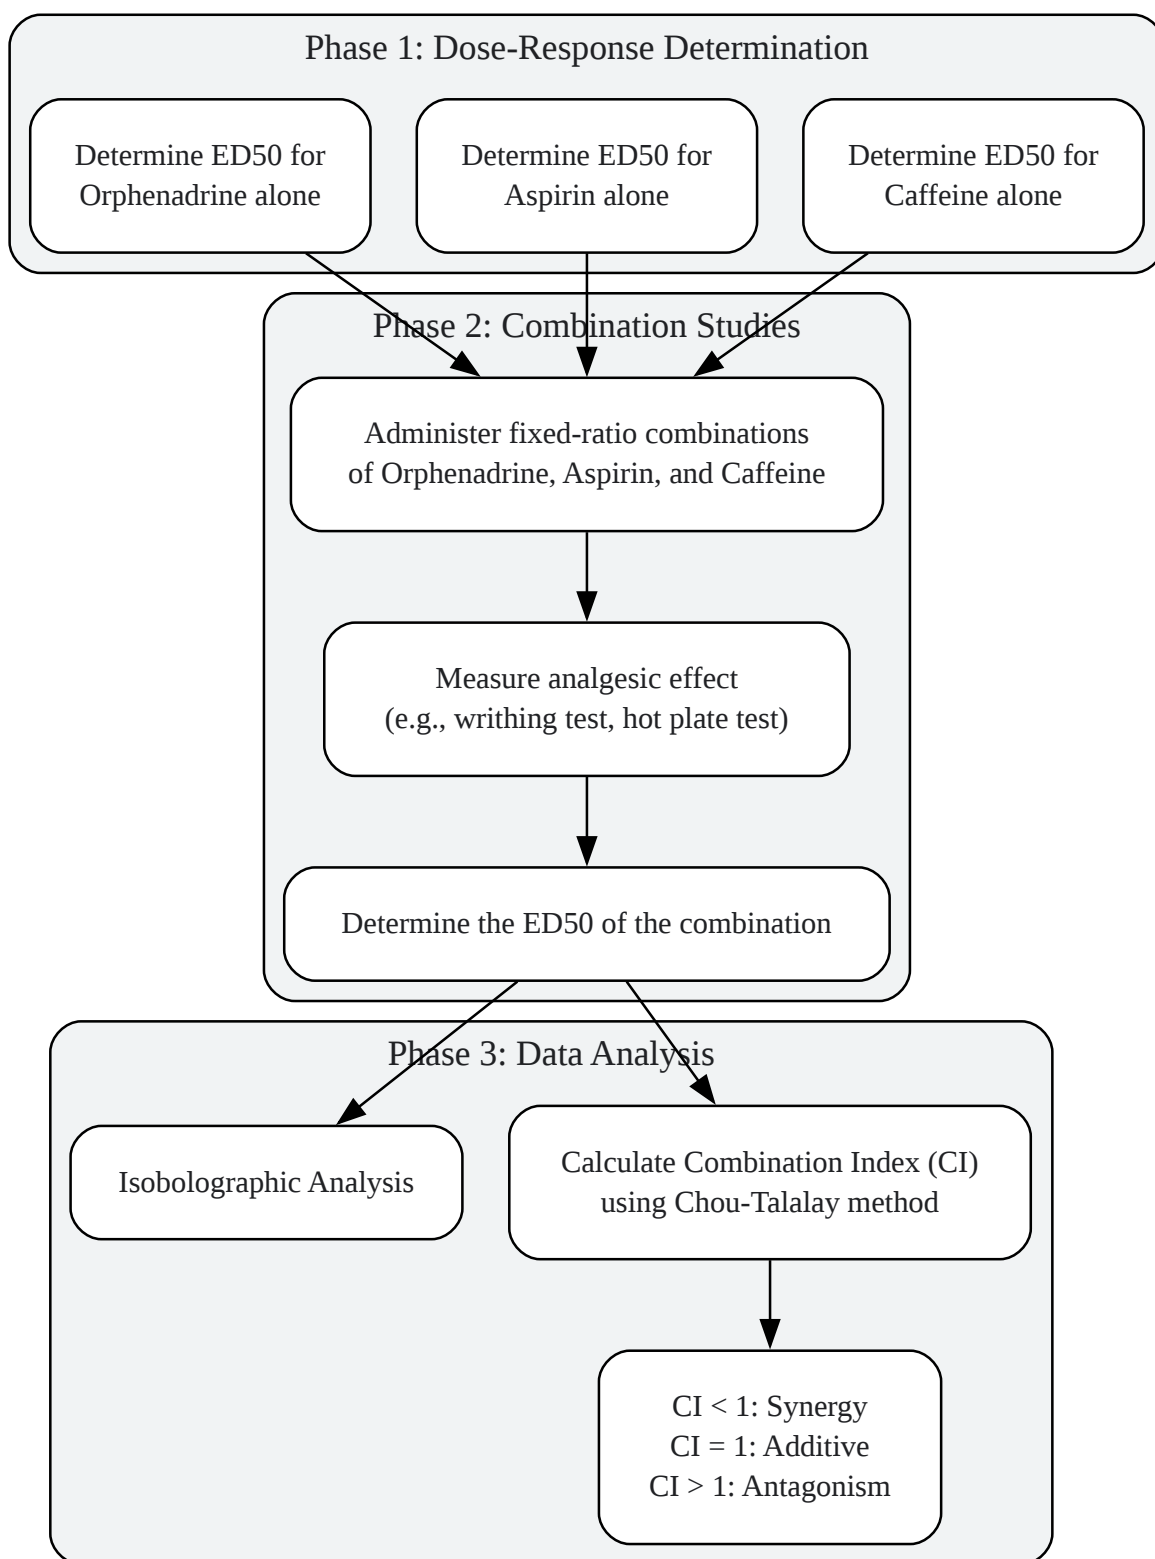 Phase 1: Dose-Response Determination
Determine ED50 for
Orphenadrine alone
Determine ED50 for
Aspirin alone
Determine ED50 for
Caffeine alone
Phase 2: Combination Studies
Administer fixed-ratio combinations
of Orphenadrine, Aspirin, and Caffeine
Measure analgesic effect
(e.g., writhing test, hot plate test)
Determine the ED50 of the combination
Phase 3: Data Analysis
Isobolographic Analysis
Calculate Combination Index (CI)
using Chou-Talalay method
CI < 1: Synergy
CI = 1: Additive
CI > 1: Antagonism